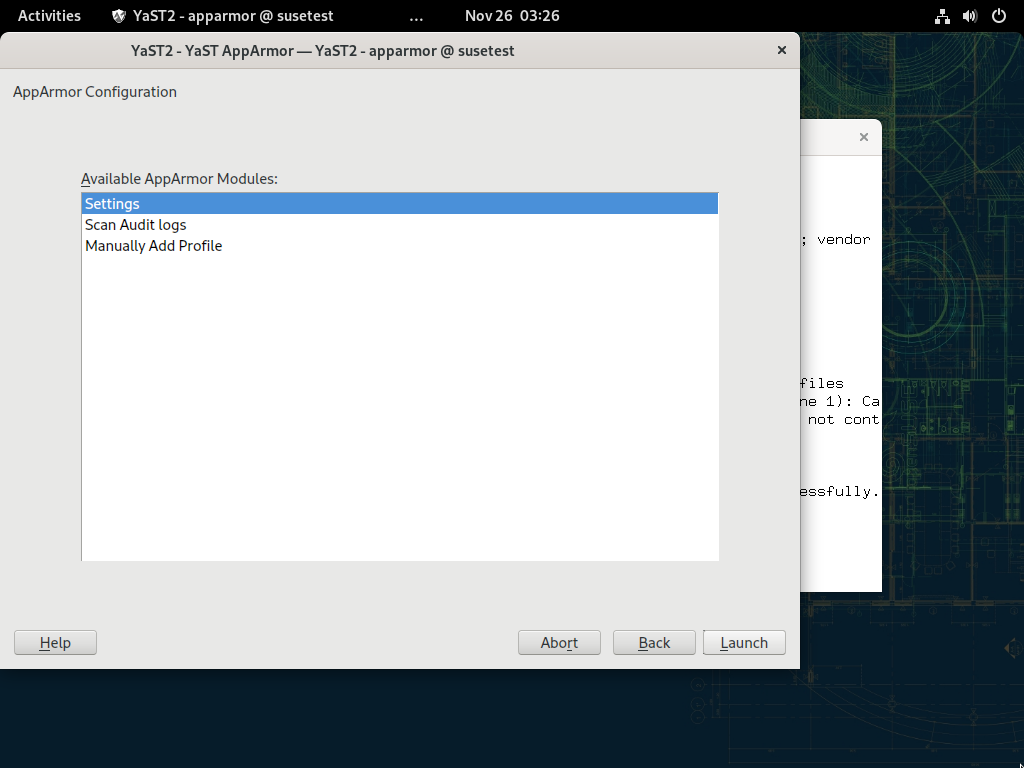 Activities YaST2 - apparmor @ susetest ... Nov 26 03:26
YaST2 - YaST AppArmor — YaST2 - apparmor @ susetest
AppArmor Configuration
Available AppArmor Modules:
Settings
Scan Audit logs
Manually Add Profile
; vendor
files
ne 1): Ca
not cont
essfully.
Help Abort Back Launch